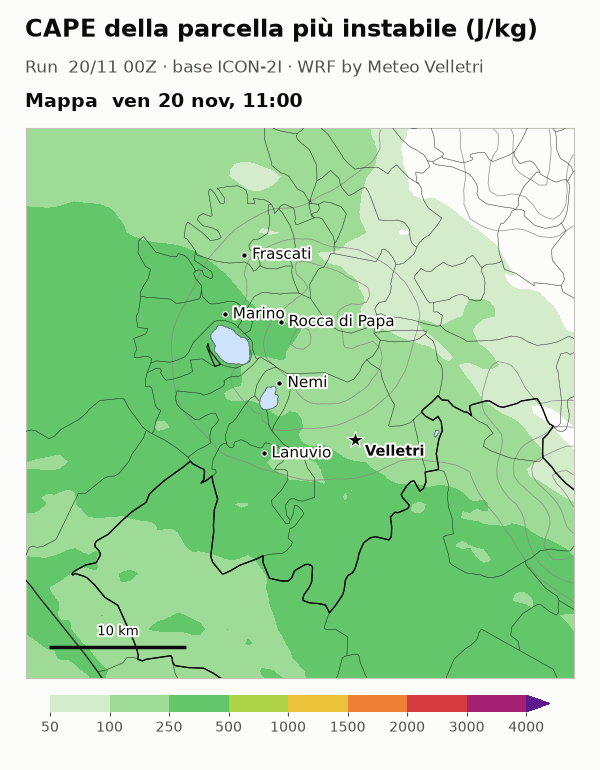 CAPE della parcella più instabile (J/kg)
Run  20/11 00Z · base ICON-2I · WRF by Meteo Velletri
Mappa  ven 20 nov, 11:00
Frascati
Marino
Rocca di Papa
Nemi
Velletri
Lanuvio
10 km
50 100 250 500 1000 1500 2000 3000 4000